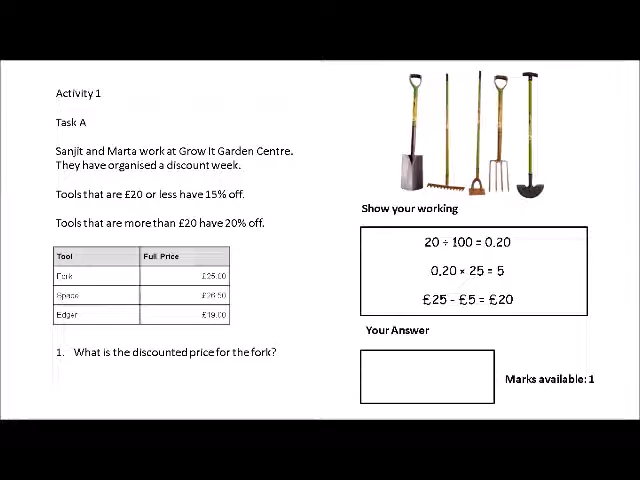 Activity 1
Task A
Sanjit and Marta work at Grow It Garden Centre.
They have organised a discount week.
Tools that are £20 or less have 15% off.
Tools that are more than £20 have 20% off.
Tool Full Price
Fork £25.00
Spade £26.50
Edger £19.00
1. What is the discounted price for the fork?
Show your working
20 ÷ 100 = 0.20
0.20 × 25 = 5
£25 - £5 = £20
Your Answer
Marks available: 1